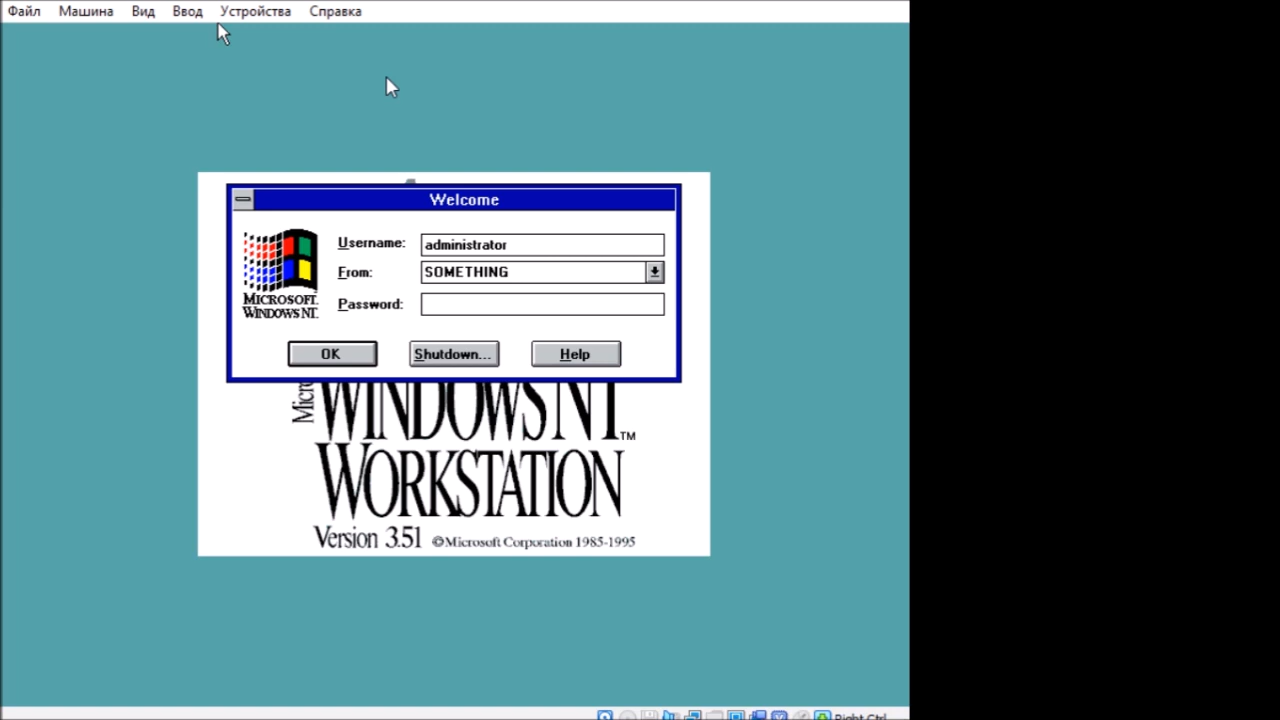 Файл Машина Вид Ввод Устройства Справка
Welcome
Username: administrator
From: SOMETHING
MICROSOFT.
WINDOWS NT.
Password:
OK Shutdown... Help
Micro
WINDOWS NT™
WORKSTATION
Version 3.51 ©Microsoft Corporation 1985-1995
Right Ctrl